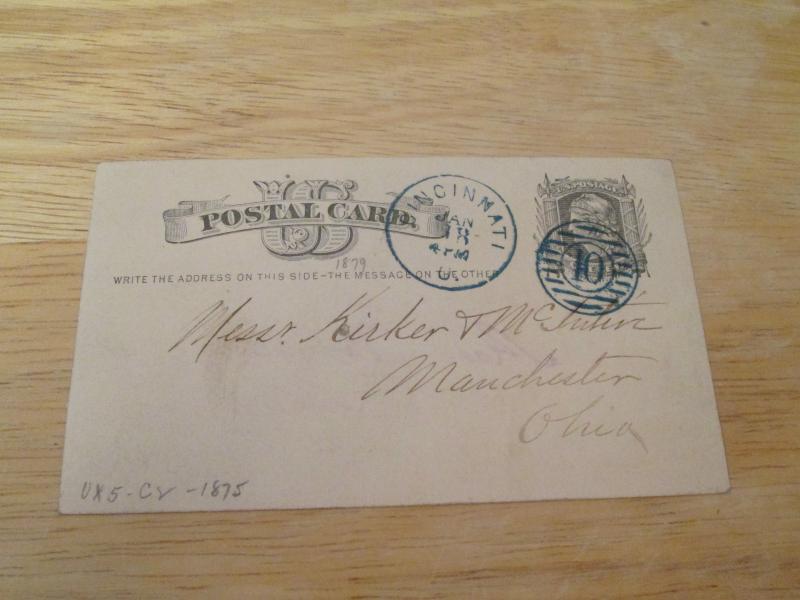 US
POSTAL CARD.
U.S. POSTAGE
CINCINNATI
JAN
18
4 PM
O.
10
1879
WRITE THE ADDRESS ON THIS SIDE-THE MESSAGE ON THE OTHER
Messr. Kirker & McIntire
Manchester
Ohio
UX5 - Cv - 1875